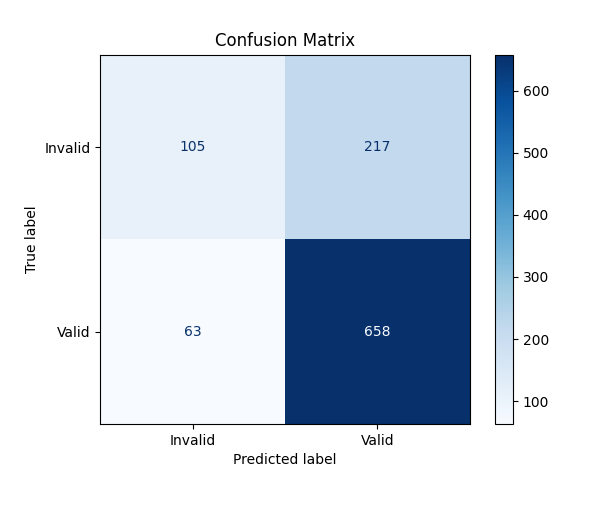 Confusion Matrix
True label
Invalid
105
217
Valid
63
658
Invalid
Valid
Predicted label
600
500
400
300
200
100